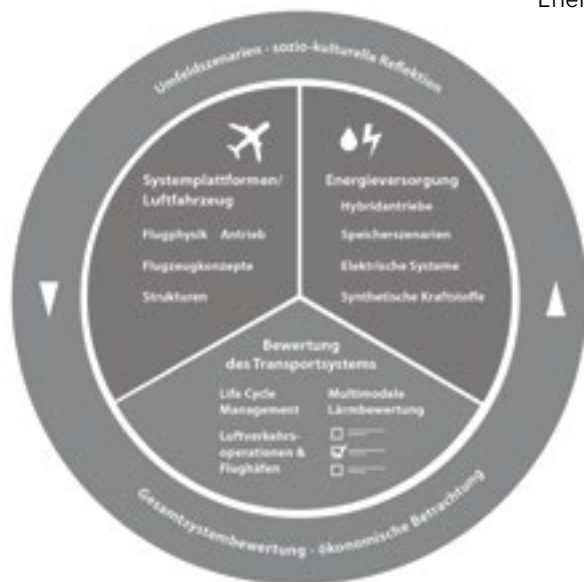 Ener
Umfeldszenarien - sozio-kulturelle Reflektion
Systemplattformen/
Luftfahrzeug
Flugphysik Antrieb
Flugzeugkonzepte
Strukturen
Energieversorgung
Hybridantriebe
Speicherszenarien
Elektrische Systeme
Synthetische Kraftstoffe
Bewertung
des Transportsystems
Life Cycle
Management
Luftverkehrs-
operationen &
Flughäfen
Multimodale
Lärmbewertung
Gesamtsystembewertung - ökonomische Betrachtung